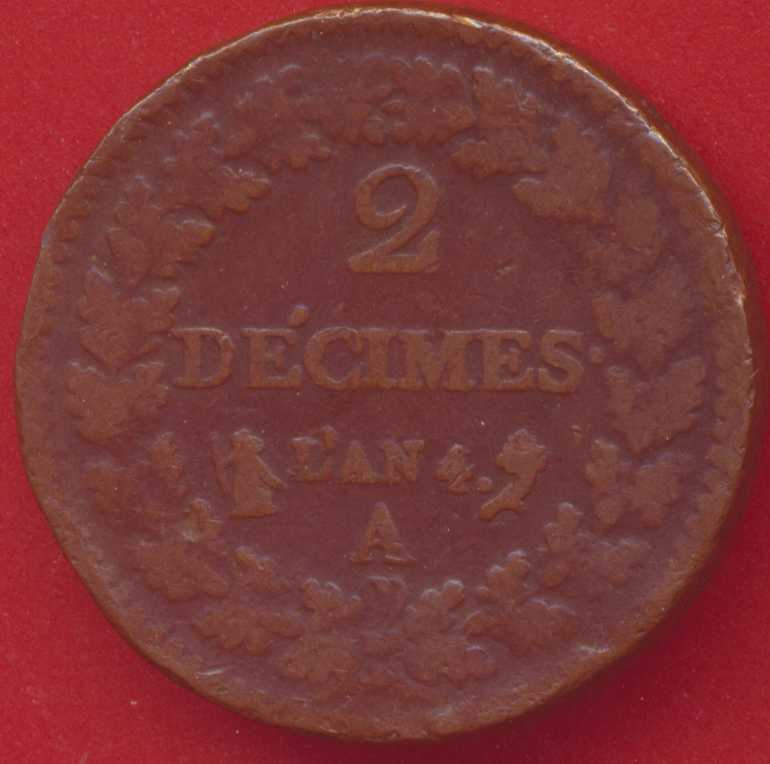 2
DÉCIMES.
L'AN 4.
A